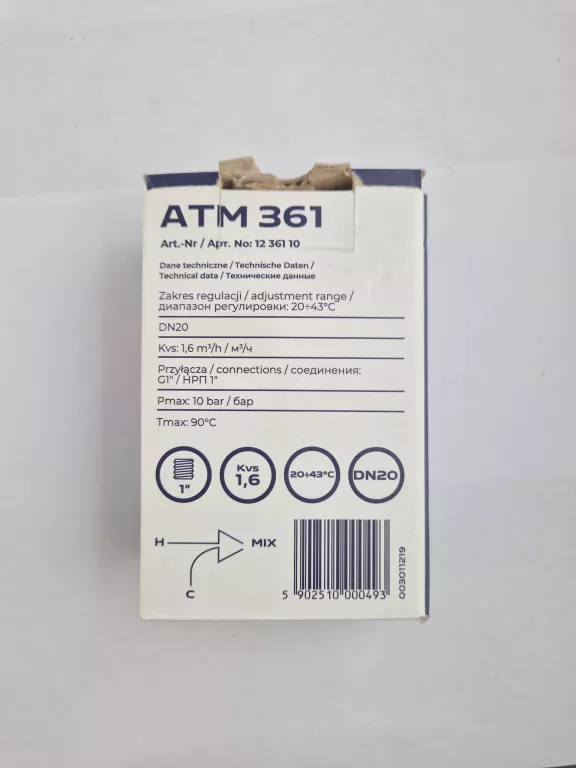 ATM 361
Art.-Nr / Арт. No: 12 361 10
Dane techniczne / Technische Daten /
Technical data / Технические данные
Zakres regulacji / adjustment range /
диапазон регулировки: 20÷43°C
DN20
Kvs: 1,6 m³/h / м³/ч
Przyłącza / connections / соединения:
G1" / НРП 1"
Pmax: 10 bar / бар
Tmax: 90°C
1"
Kvs
1,6
20÷43°C
DN20
H
MIX
C
5 902510 000493
003011219